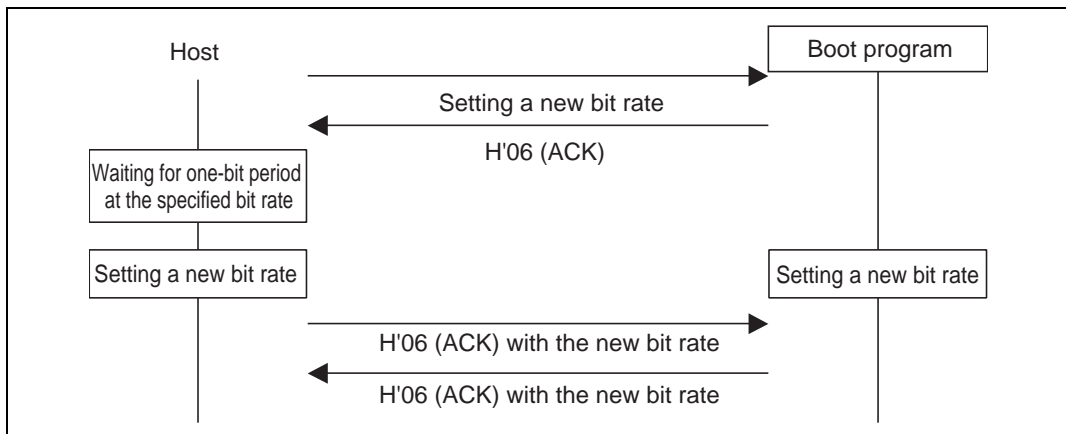 Host
Boot program
Setting a new bit rate
H'06 (ACK)
Waiting for one-bit period
at the specified bit rate
Setting a new bit rate
Setting a new bit rate
H'06 (ACK) with the new bit rate
H'06 (ACK) with the new bit rate